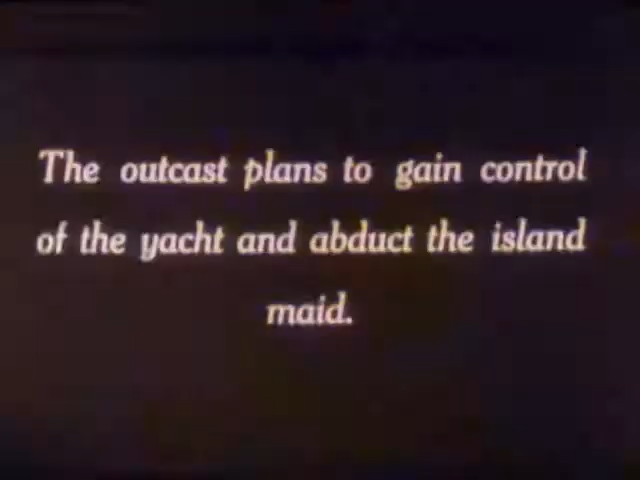 The outcast plans to gain control
of the yacht and abduct the island
maid.